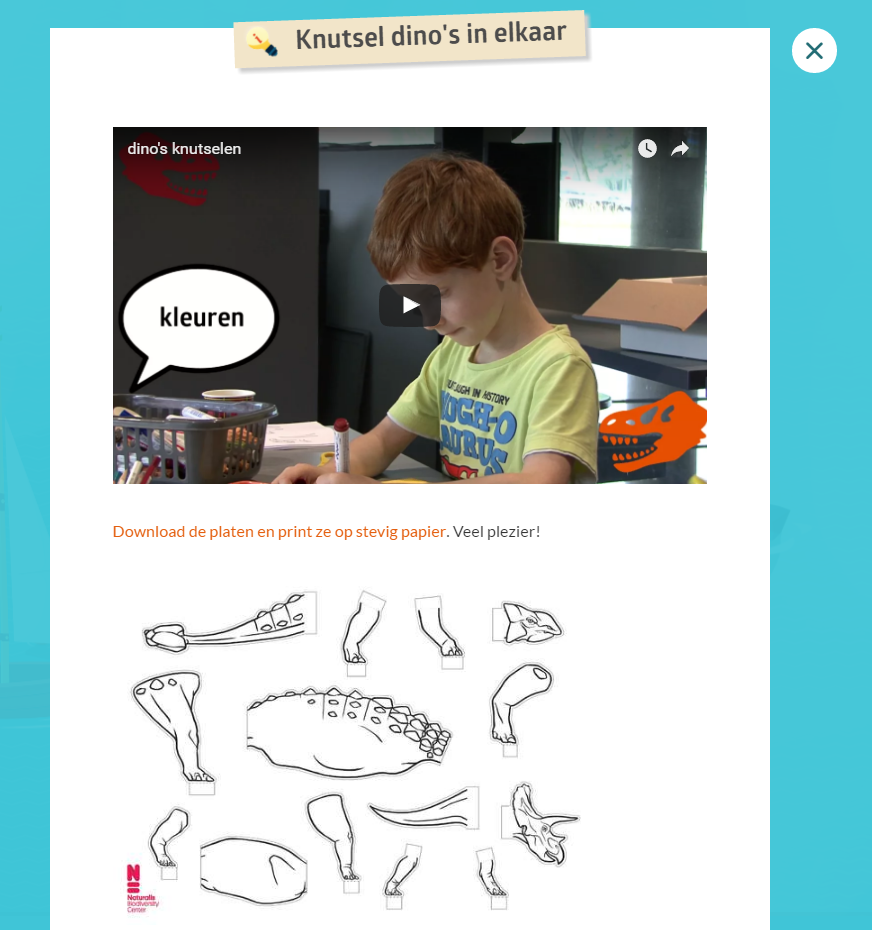 Knutsel dino's in elkaar
dino's knutselen
kleuren
Download de platen en print ze op stevig papier. Veel plezier!
Naturalis
Biodiversity
Center